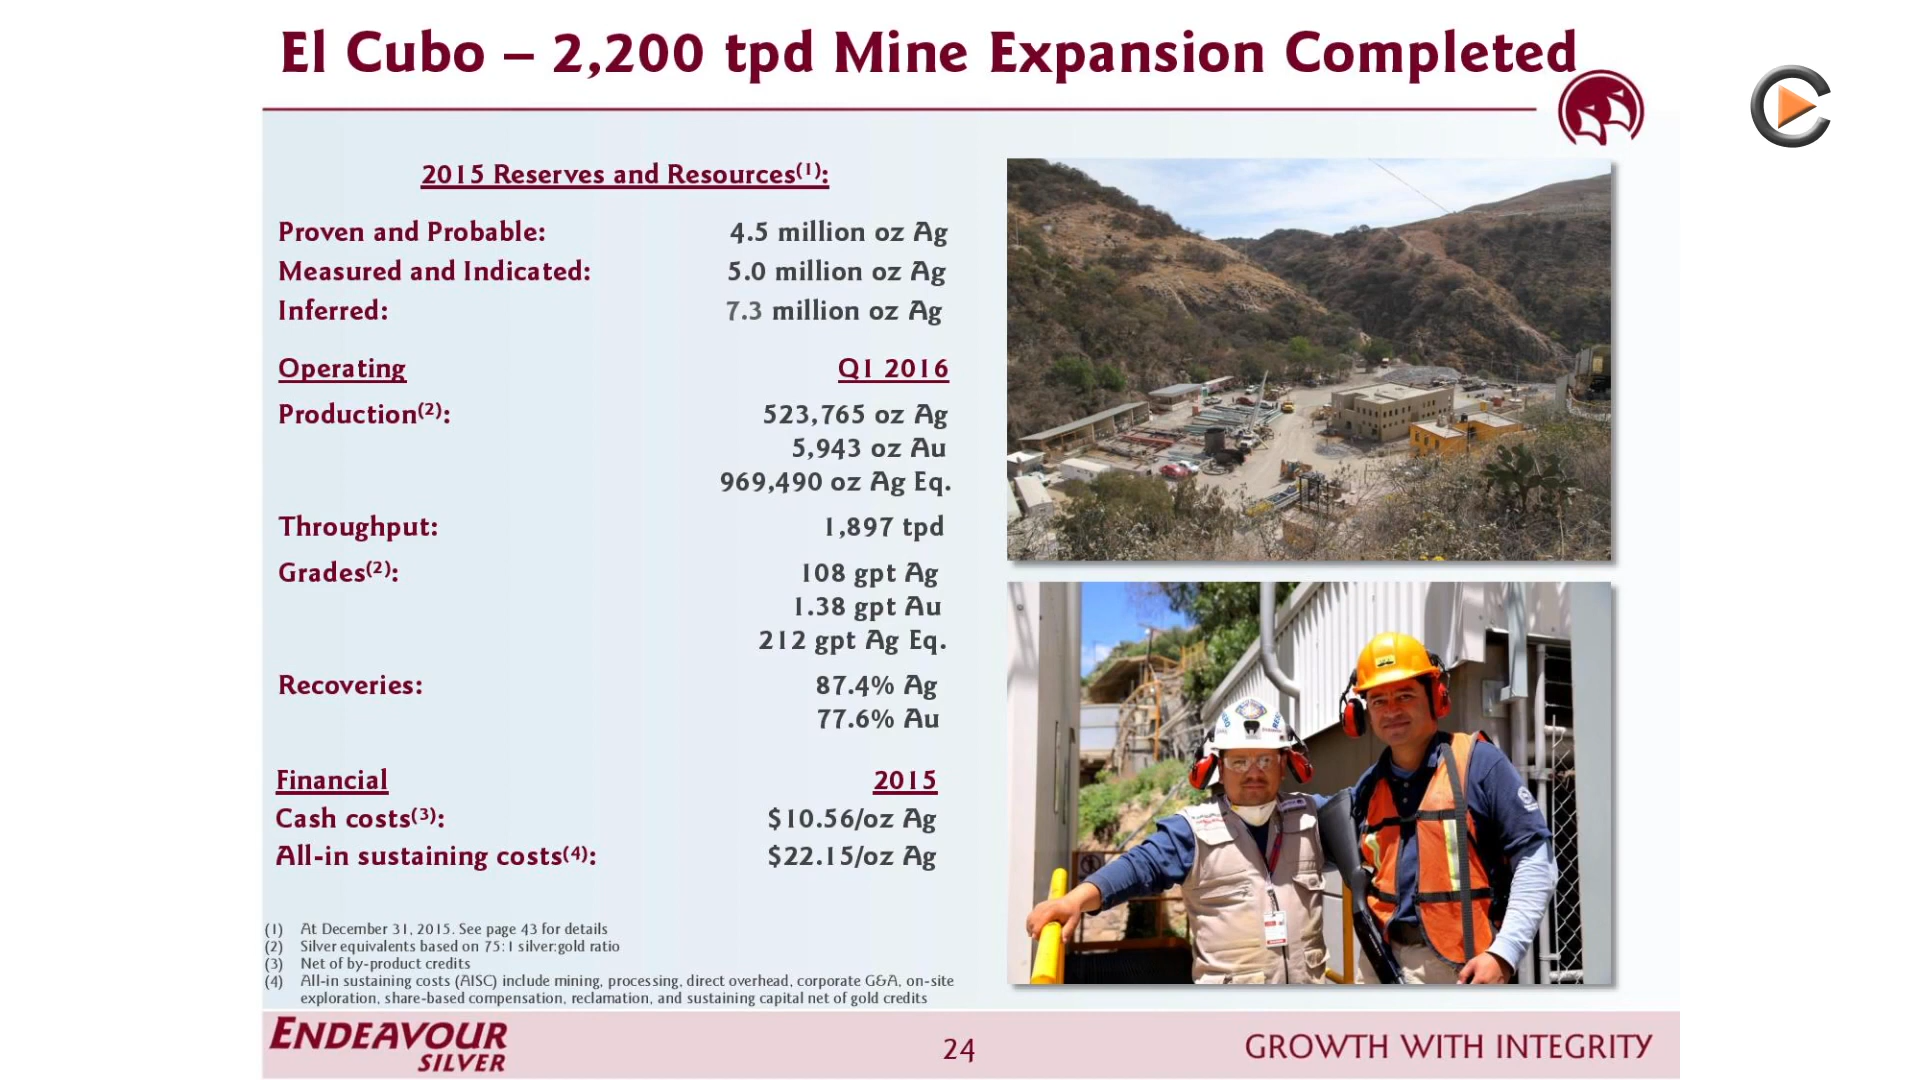 El Cubo – 2,200 tpd Mine Expansion Completed
2015 Reserves and Resources(1):
Proven and Probable: 4.5 million oz Ag
Measured and Indicated: 5.0 million oz Ag
Inferred: 7.3 million oz Ag
Operating Q1 2016
Production(2): 523,765 oz Ag
5,943 oz Au
969,490 oz Ag Eq.
Throughput: 1,897 tpd
Grades(2): 108 gpt Ag
1.38 gpt Au
212 gpt Ag Eq.
Recoveries: 87.4% Ag
77.6% Au
Financial 2015
Cash costs(3): $10.56/oz Ag
All-in sustaining costs(4): $22.15/oz Ag
(1) At December 31, 2015. See page 43 for details
(2) Silver equivalents based on 75:1 silver:gold ratio
(3) Net of by-product credits
(4) All-in sustaining costs (AISC) include mining, processing, direct overhead, corporate G&A, on-site
exploration, share-based compensation, reclamation, and sustaining capital net of gold credits
ENDEAVOUR
SILVER
24
GROWTH WITH INTEGRITY